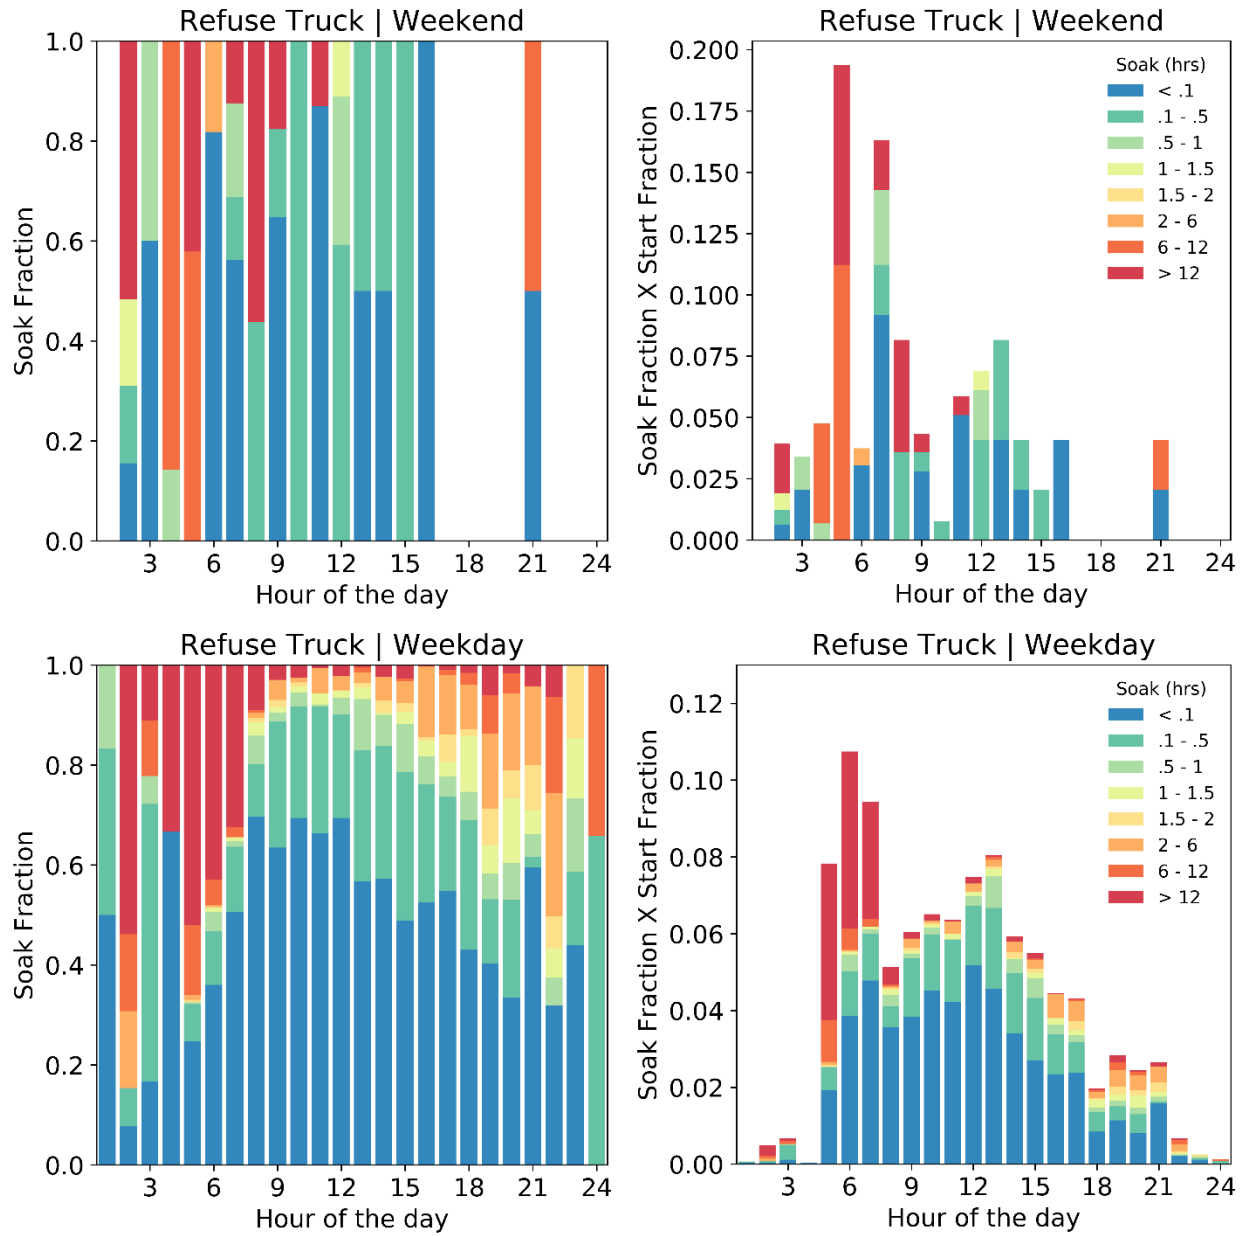 Refuse Truck | Weekend
1.0
0.8
0.6
0.4
0.2
0.0
Soak Fraction
3 6 9 12 15 18 21 24
Hour of the day
Refuse Truck | Weekend
0.200
0.175
0.150
0.125
0.100
0.075
0.050
0.025
0.000
Soak Fraction X Start Fraction
Soak (hrs)
< .1
.1 - .5
.5 - 1
1 - 1.5
1.5 - 2
2 - 6
6 - 12
> 12
3 6 9 12 15 18 21 24
Hour of the day
Refuse Truck | Weekday
1.0
0.8
0.6
0.4
0.2
0.0
Soak Fraction
3 6 9 12 15 18 21 24
Hour of the day
Refuse Truck | Weekday
0.12
0.10
0.08
0.06
0.04
0.02
0.00
Soak Fraction X Start Fraction
Soak (hrs)
< .1
.1 - .5
.5 - 1
1 - 1.5
1.5 - 2
2 - 6
6 - 12
> 12
3 6 9 12 15 18 21 24
Hour of the day